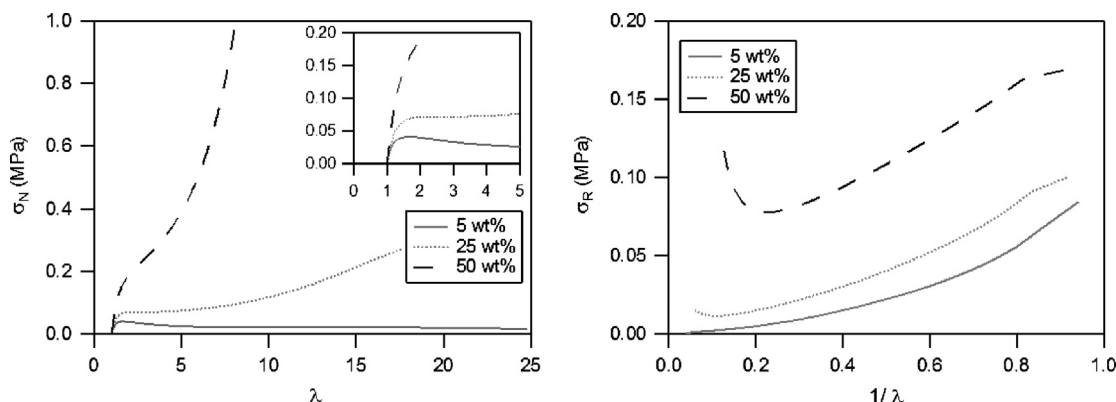 1.0
0.8
0.6
0.4
0.2
0.0
σN (MPa)
0 5 10 15 20 25
λ
0.20
0.15
0.10
0.05
0.00
0 1 2 3 4 5
5 wt%
25 wt%
50 wt%
0.20
0.15
0.10
0.05
0.00
σR (MPa)
0.0 0.2 0.4 0.6 0.8 1.0
1/ λ
5 wt%
25 wt%
50 wt%